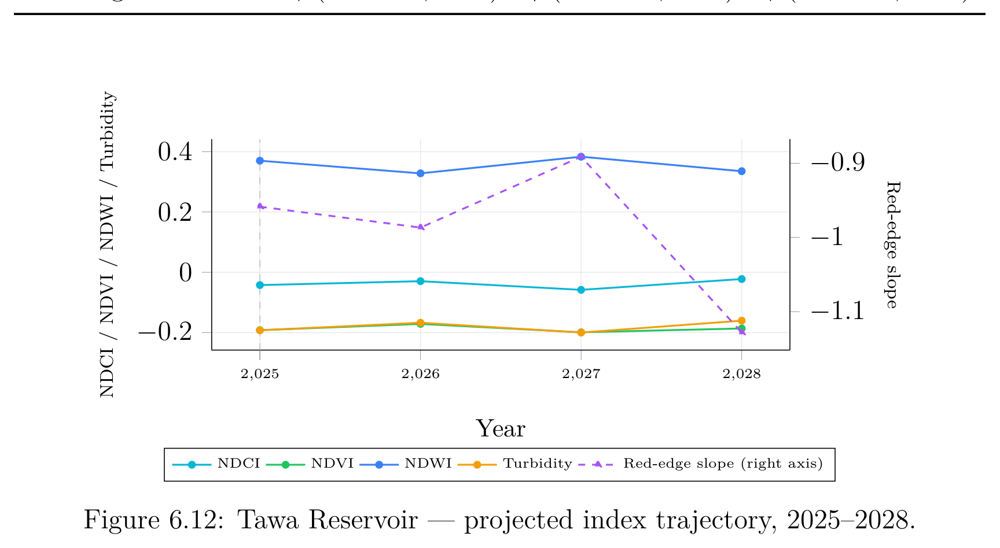 NDCI / NDVI / NDWI / Turbidity
0.4
0.2
0
−0.2
−0.9
−1
−1.1
Red-edge slope
2,025 2,026 2,027 2,028
Year
NDCI NDVI NDWI Turbidity Red-edge slope (right axis)
Figure 6.12: Tawa Reservoir — projected index trajectory, 2025–2028.